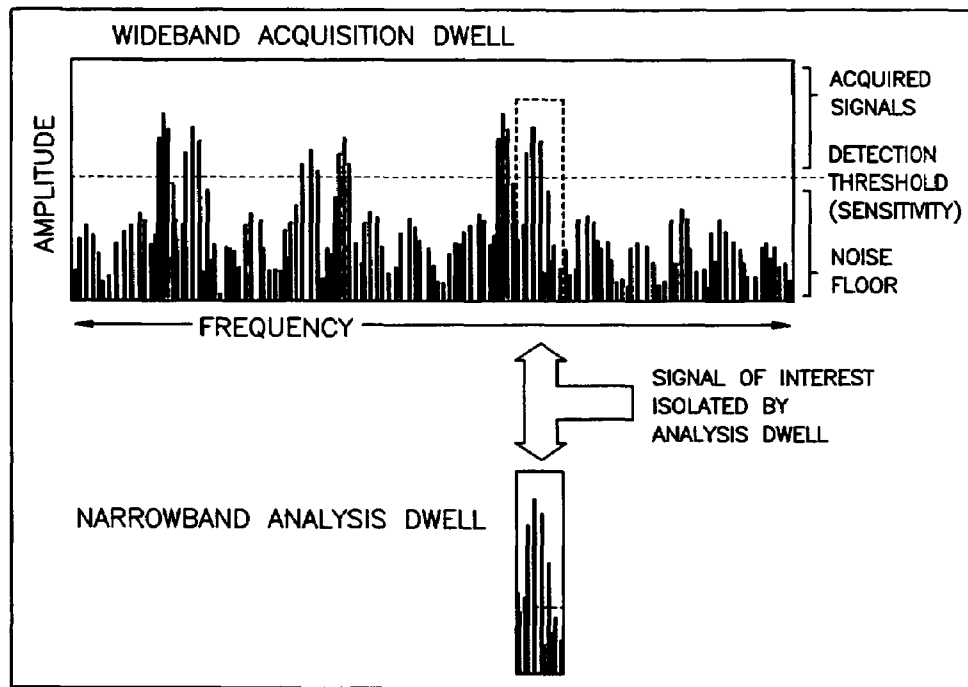 WIDEBAND ACQUISITION DWELL
AMPLITUDE
ACQUIRED
SIGNALS
DETECTION
THRESHOLD
(SENSITIVITY)
NOISE
FLOOR
FREQUENCY
SIGNAL OF INTEREST
ISOLATED BY
ANALYSIS DWELL
NARROWBAND ANALYSIS DWELL